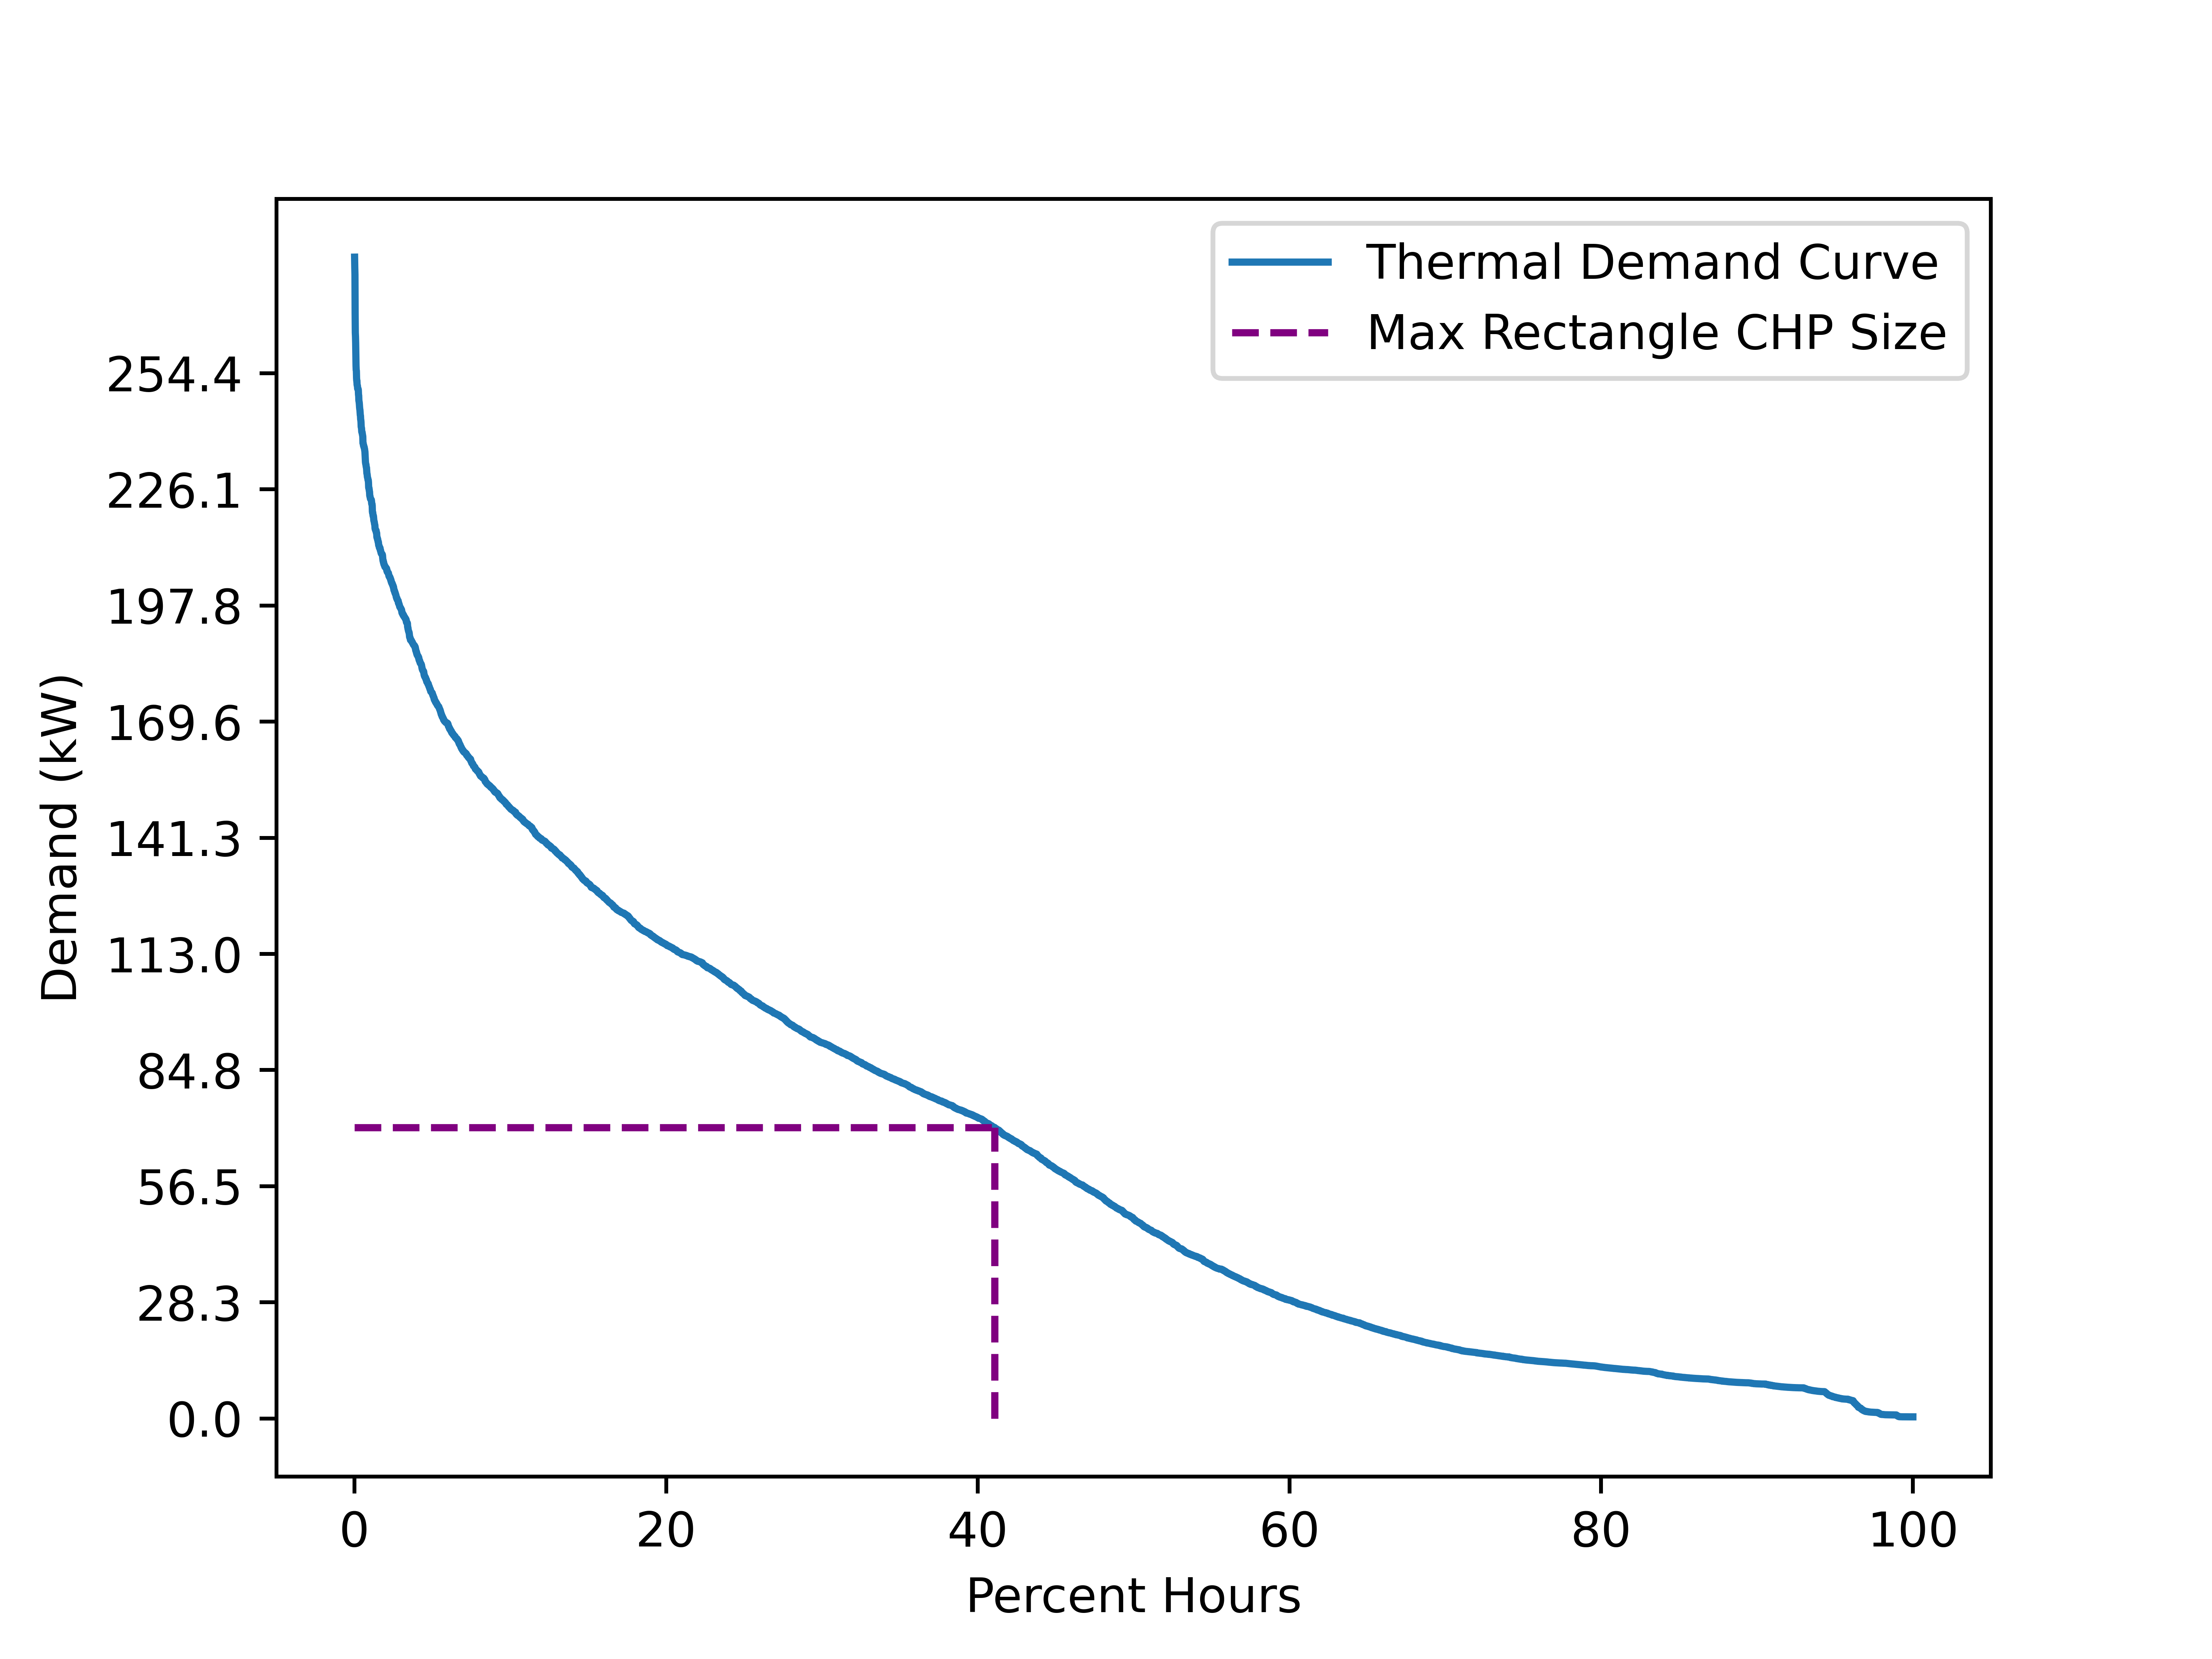 Thermal Demand Curve
Max Rectangle CHP Size
254.4
226.1
197.8
169.6
141.3
113.0
84.8
56.5
28.3
0.0
Demand (kW)
0 20 40 60 80 100
Percent Hours